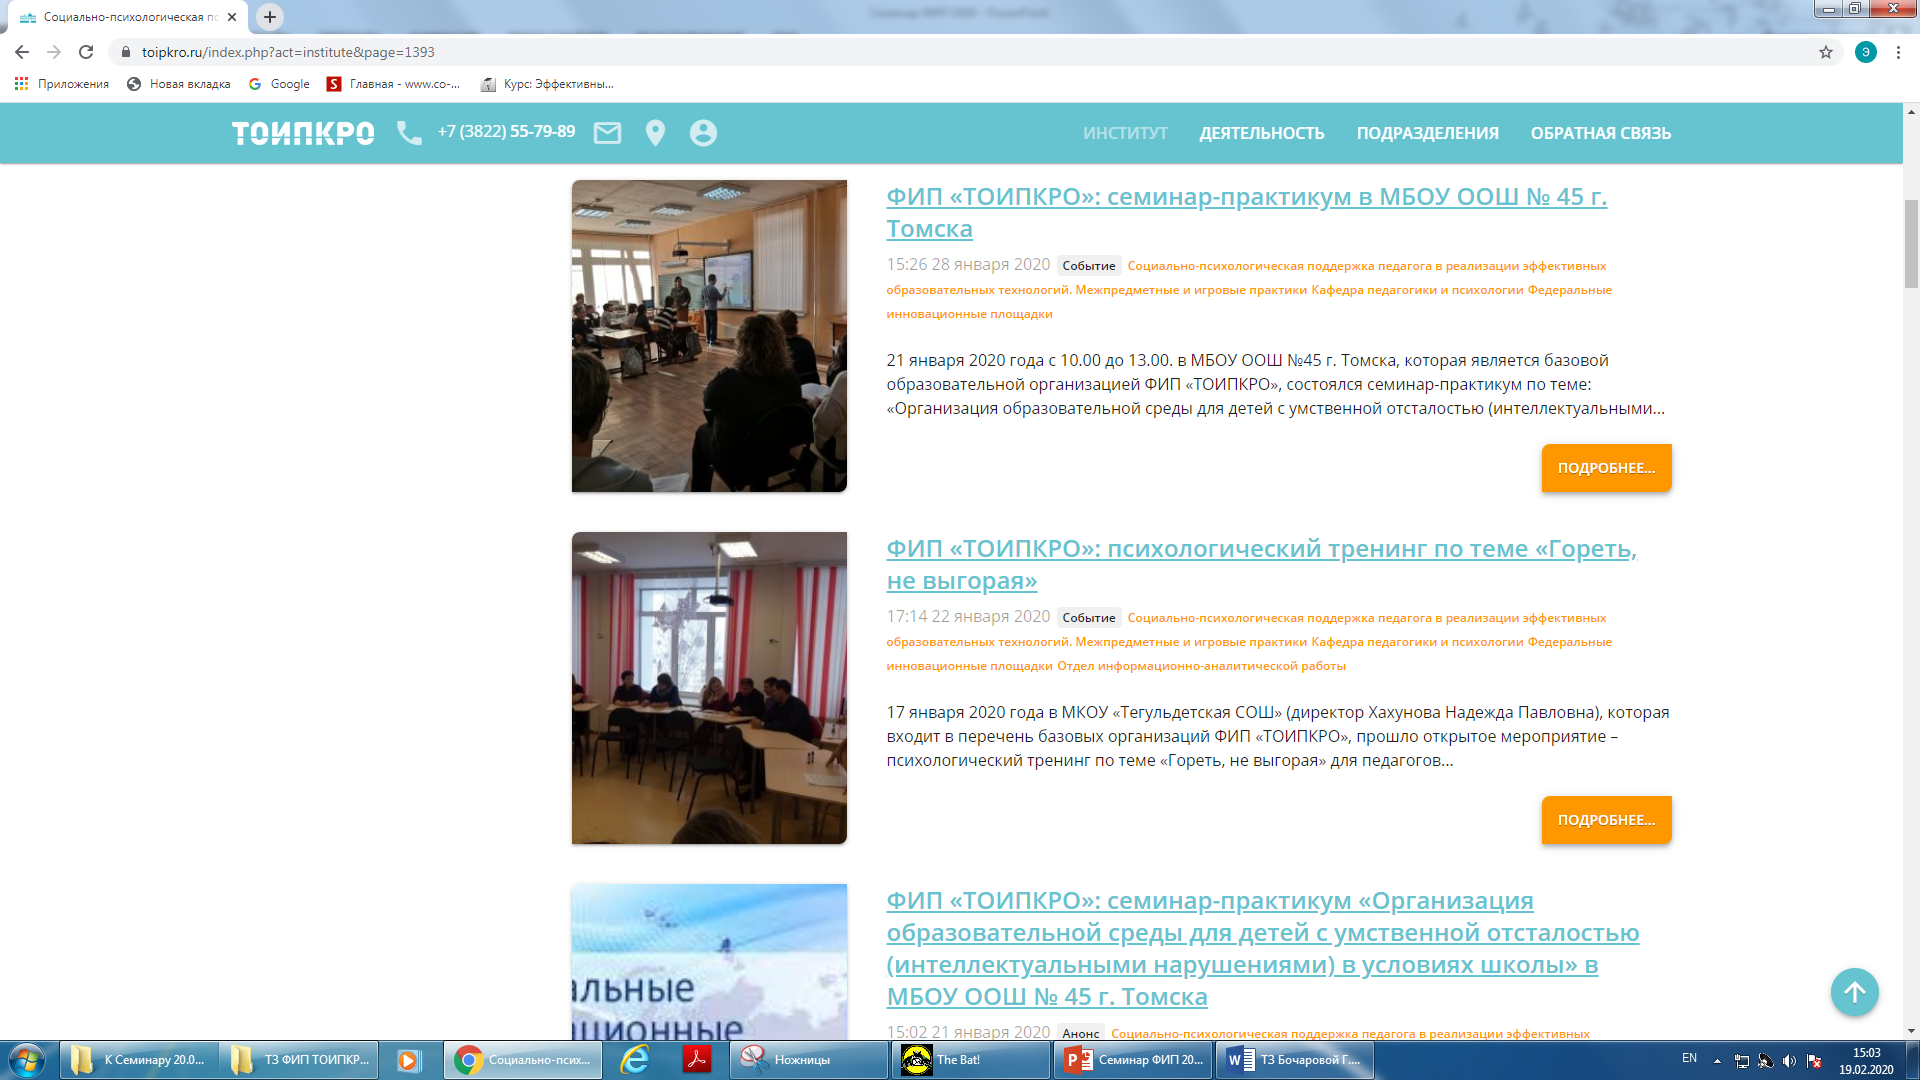 Социально-психологическая по
toipkro.ru/index.php?act=institute&page=1393
Э
Приложения
Новая вкладка
Google
Главная - www.co-...
Курс: Эффективны...
ТОИПКРО
+7 (3822) 55-79-89
ИНСТИТУТ
ДЕЯТЕЛЬНОСТЬ
ПОДРАЗДЕЛЕНИЯ
ОБРАТНАЯ СВЯЗЬ
ФИП «ТОИПКРО»: семинар-практикум в МБОУ ООШ № 45 г.
Томска
15:26 28 января 2020 Событие Социально-психологическая поддержка педагога в реализации эффективных
образовательных технологий. Межпредметные и игровые практики Кафедра педагогики и психологии Федеральные
инновационные площадки
21 января 2020 года с 10.00 до 13.00. в МБОУ ООШ №45 г. Томска, которая является базовой
образовательной организацией ФИП «ТОИПКРО», состоялся семинар-практикум по теме:
«Организация образовательной среды для детей с умственной отсталостью (интеллектуальными...
ПОДРОБНЕЕ...
ФИП «ТОИПКРО»: психологический тренинг по теме «Гореть,
не выгорая»
17:14 22 января 2020 Событие Социально-психологическая поддержка педагога в реализации эффективных
образовательных технологий. Межпредметные и игровые практики Кафедра педагогики и психологии Федеральные
инновационные площадки Отдел информационно-аналитической работы
17 января 2020 года в МКОУ «Тегульдетская СОШ» (директор Хахунова Надежда Павловна), которая
входит в перечень базовых организаций ФИП «ТОИПКРО», прошло открытое мероприятие –
психологический тренинг по теме «Гореть, не выгорая» для педагогов...
ПОДРОБНЕЕ...
альные
ационные
ФИП «ТОИПКРО»: семинар-практикум «Организация
образовательной среды для детей с умственной отсталостью
(интеллектуальными нарушениями) в условиях школы» в
МБОУ ООШ № 45 г. Томска
15:02 21 января 2020 Анонс Социально-психологическая поддержка педагога в реализации эффективных
К Семинару 20.0...
ТЗ ФИП ТОИПКР...
Социально-псих...
Ножницы
The Bat!
Семинар ФИП 20...
ТЗ Бочаровой Г....
EN
15:03
19.02.2020